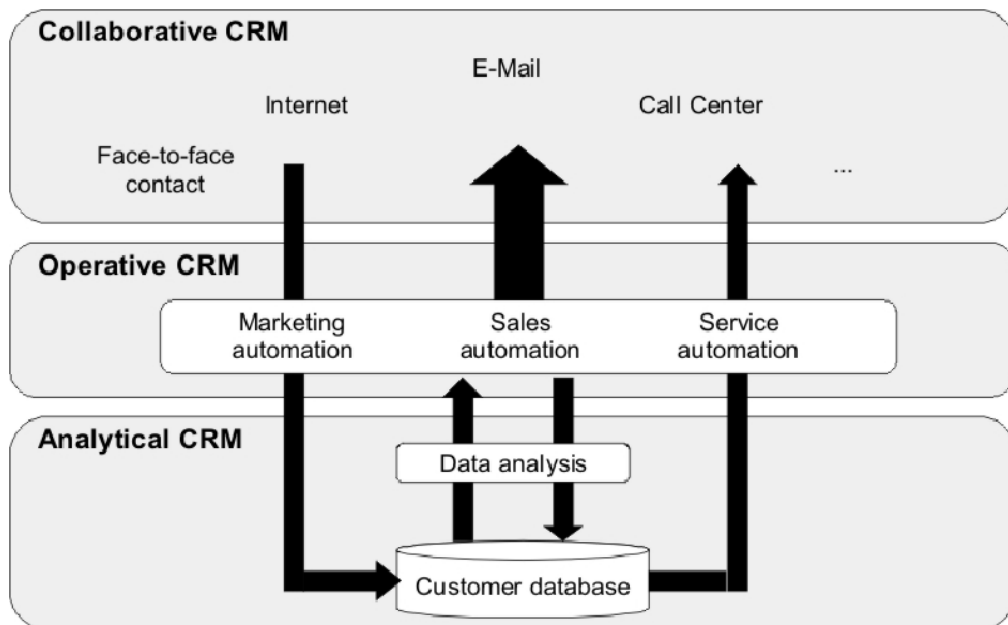 Collaborative CRM
E-Mail
Internet
Call Center
Face-to-face
contact
...
Operative CRM
Marketing
automation
Sales
automation
Service
automation
Analytical CRM
Data analysis
Customer database